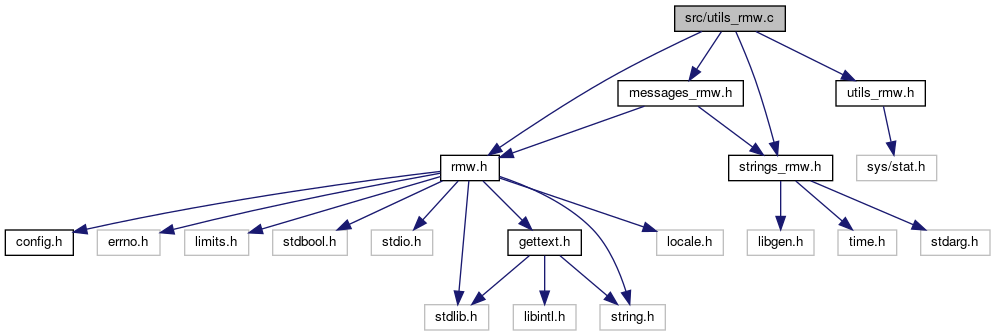 src/utils_rmw.c
messages_rmw.h
utils_rmw.h
rmw.h
strings_rmw.h
sys/stat.h
config.h
errno.h
limits.h
stdbool.h
stdio.h
gettext.h
locale.h
libgen.h
time.h
stdarg.h
stdlib.h
libintl.h
string.h